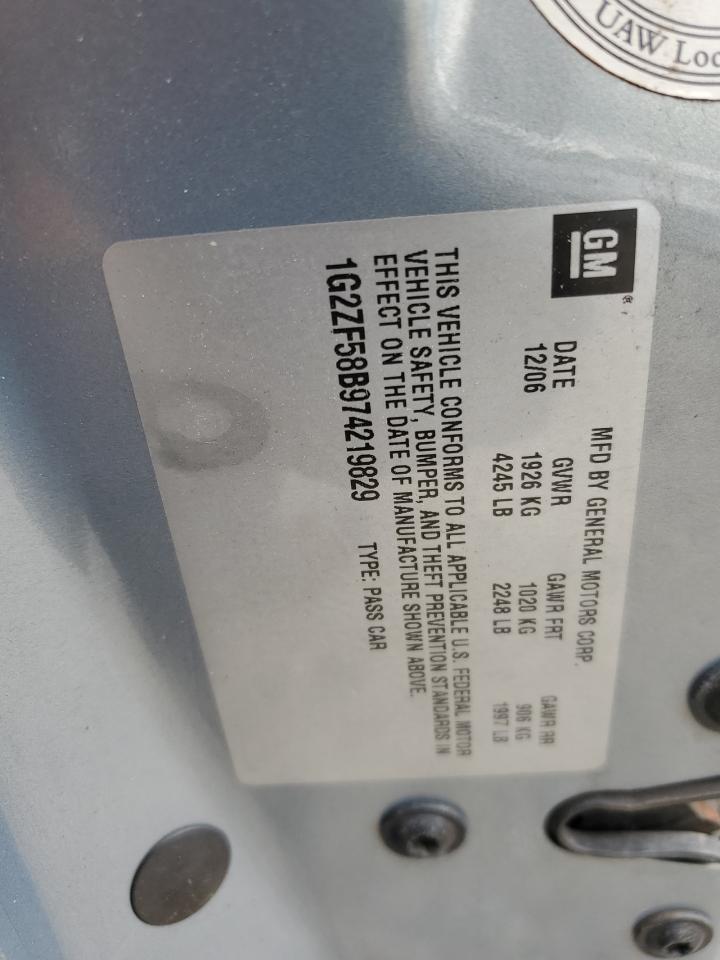 UAW Loc
GM
MFD BY GENERAL MOTORS CORP.
DATE GVWR GAWR FRT GAWR RR
12/06 1926 KG 1020 KG 906 KG
4245 LB 2248 LB 1997 LB
THIS VEHICLE CONFORMS TO ALL APPLICABLE U.S. FEDERAL MOTOR
VEHICLE SAFETY, BUMPER, AND THEFT PREVENTION STANDARDS IN
EFFECT ON THE DATE OF MANUFACTURE SHOWN ABOVE.
1G2ZF58B974219829 TYPE: PASS CAR